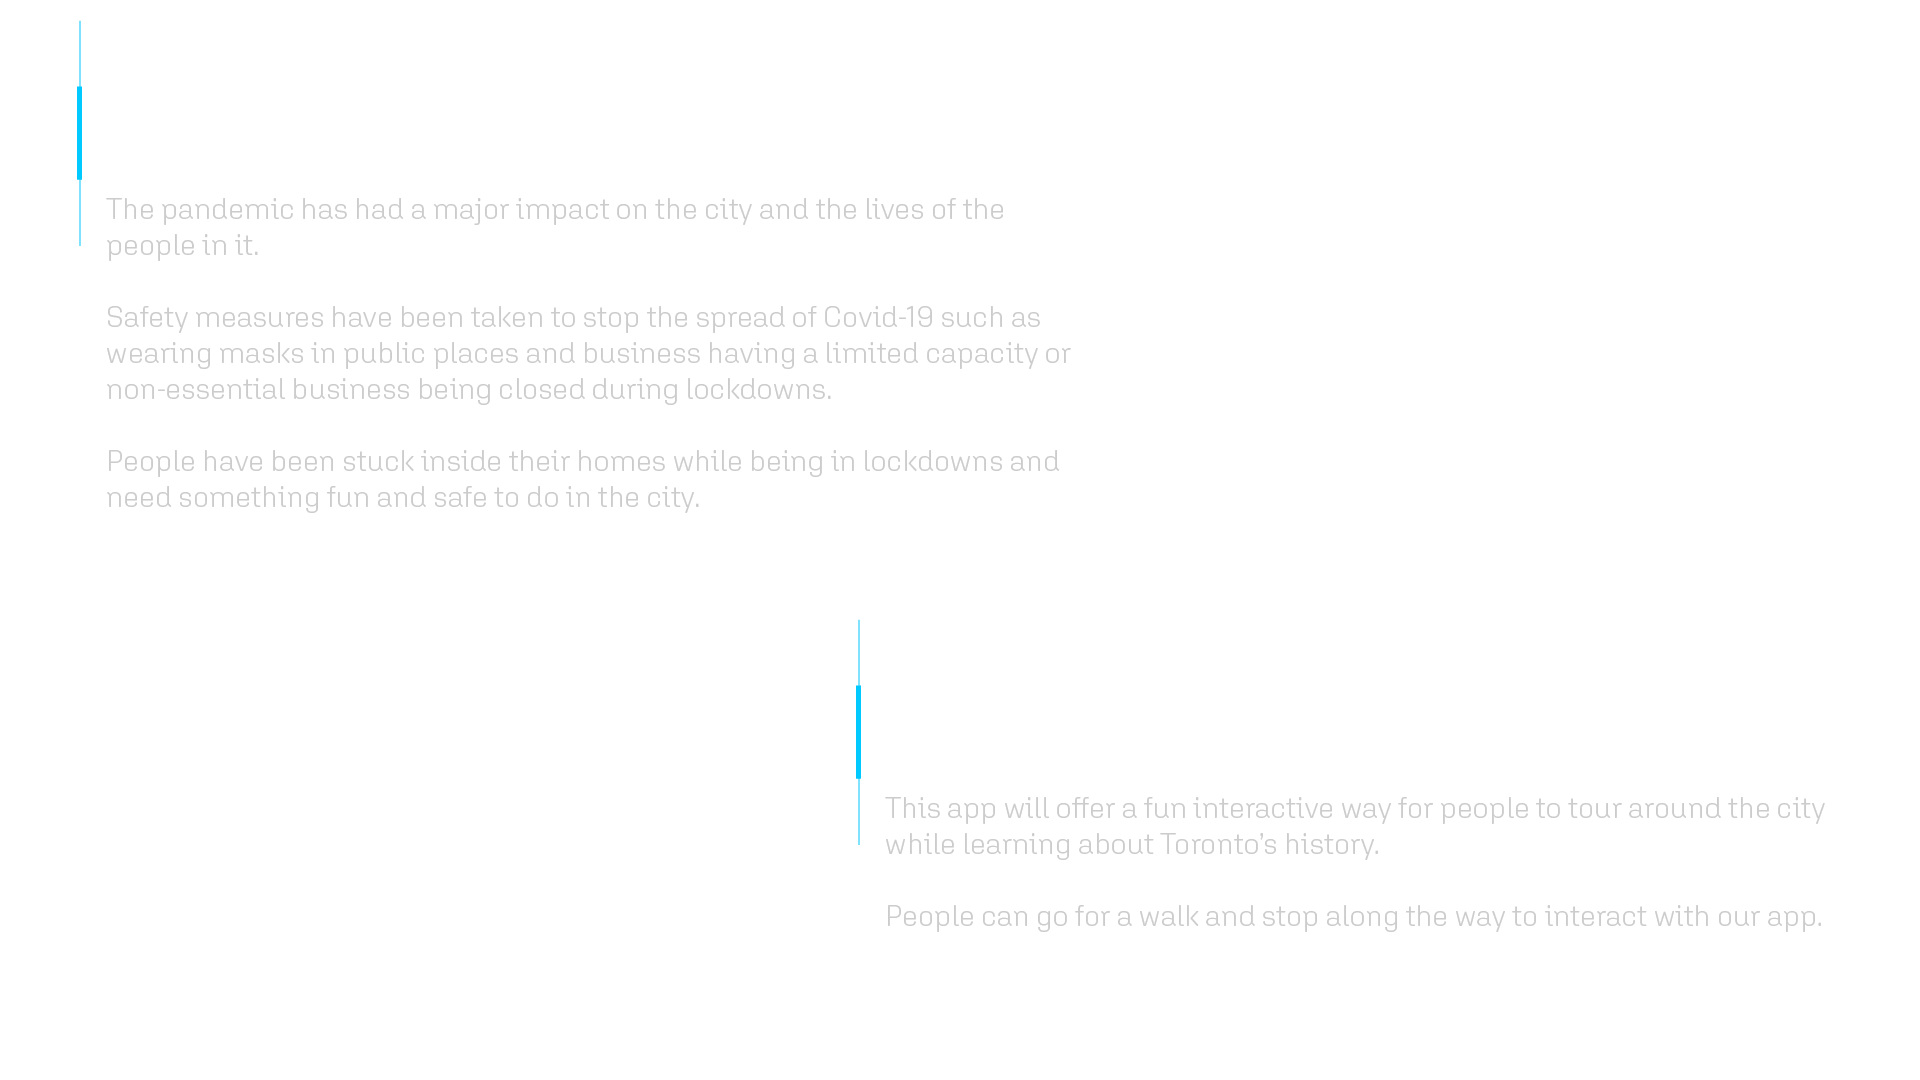 The pandemic has had a major impact on the city and the lives of the
people in it.
Safety measures have been taken to stop the spread of Covid-19 such as
wearing masks in public places and business having a limited capacity or
non-essential business being closed during lockdowns.
People have been stuck inside their homes while being in lockdowns and
need something fun and safe to do in the city.
This app will offer a fun interactive way for people to tour around the city
while learning about Toronto’s history.
People can go for a walk and stop along the way to interact with our app.